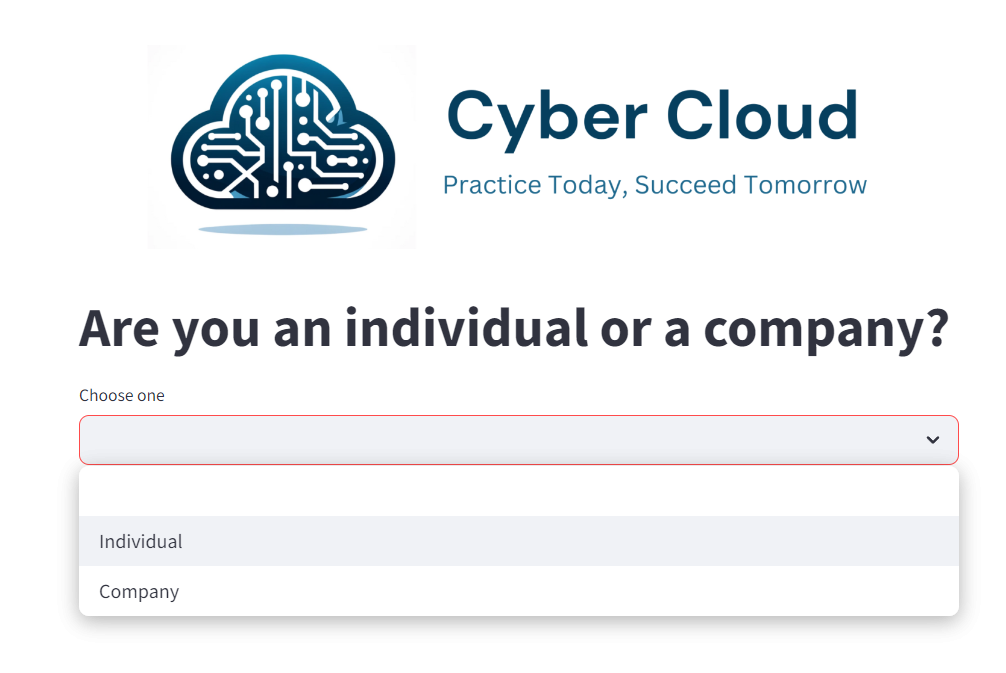 Cyber Cloud
Practice Today, Succeed Tomorrow
Are you an individual or a company?
Choose one
Individual
Company